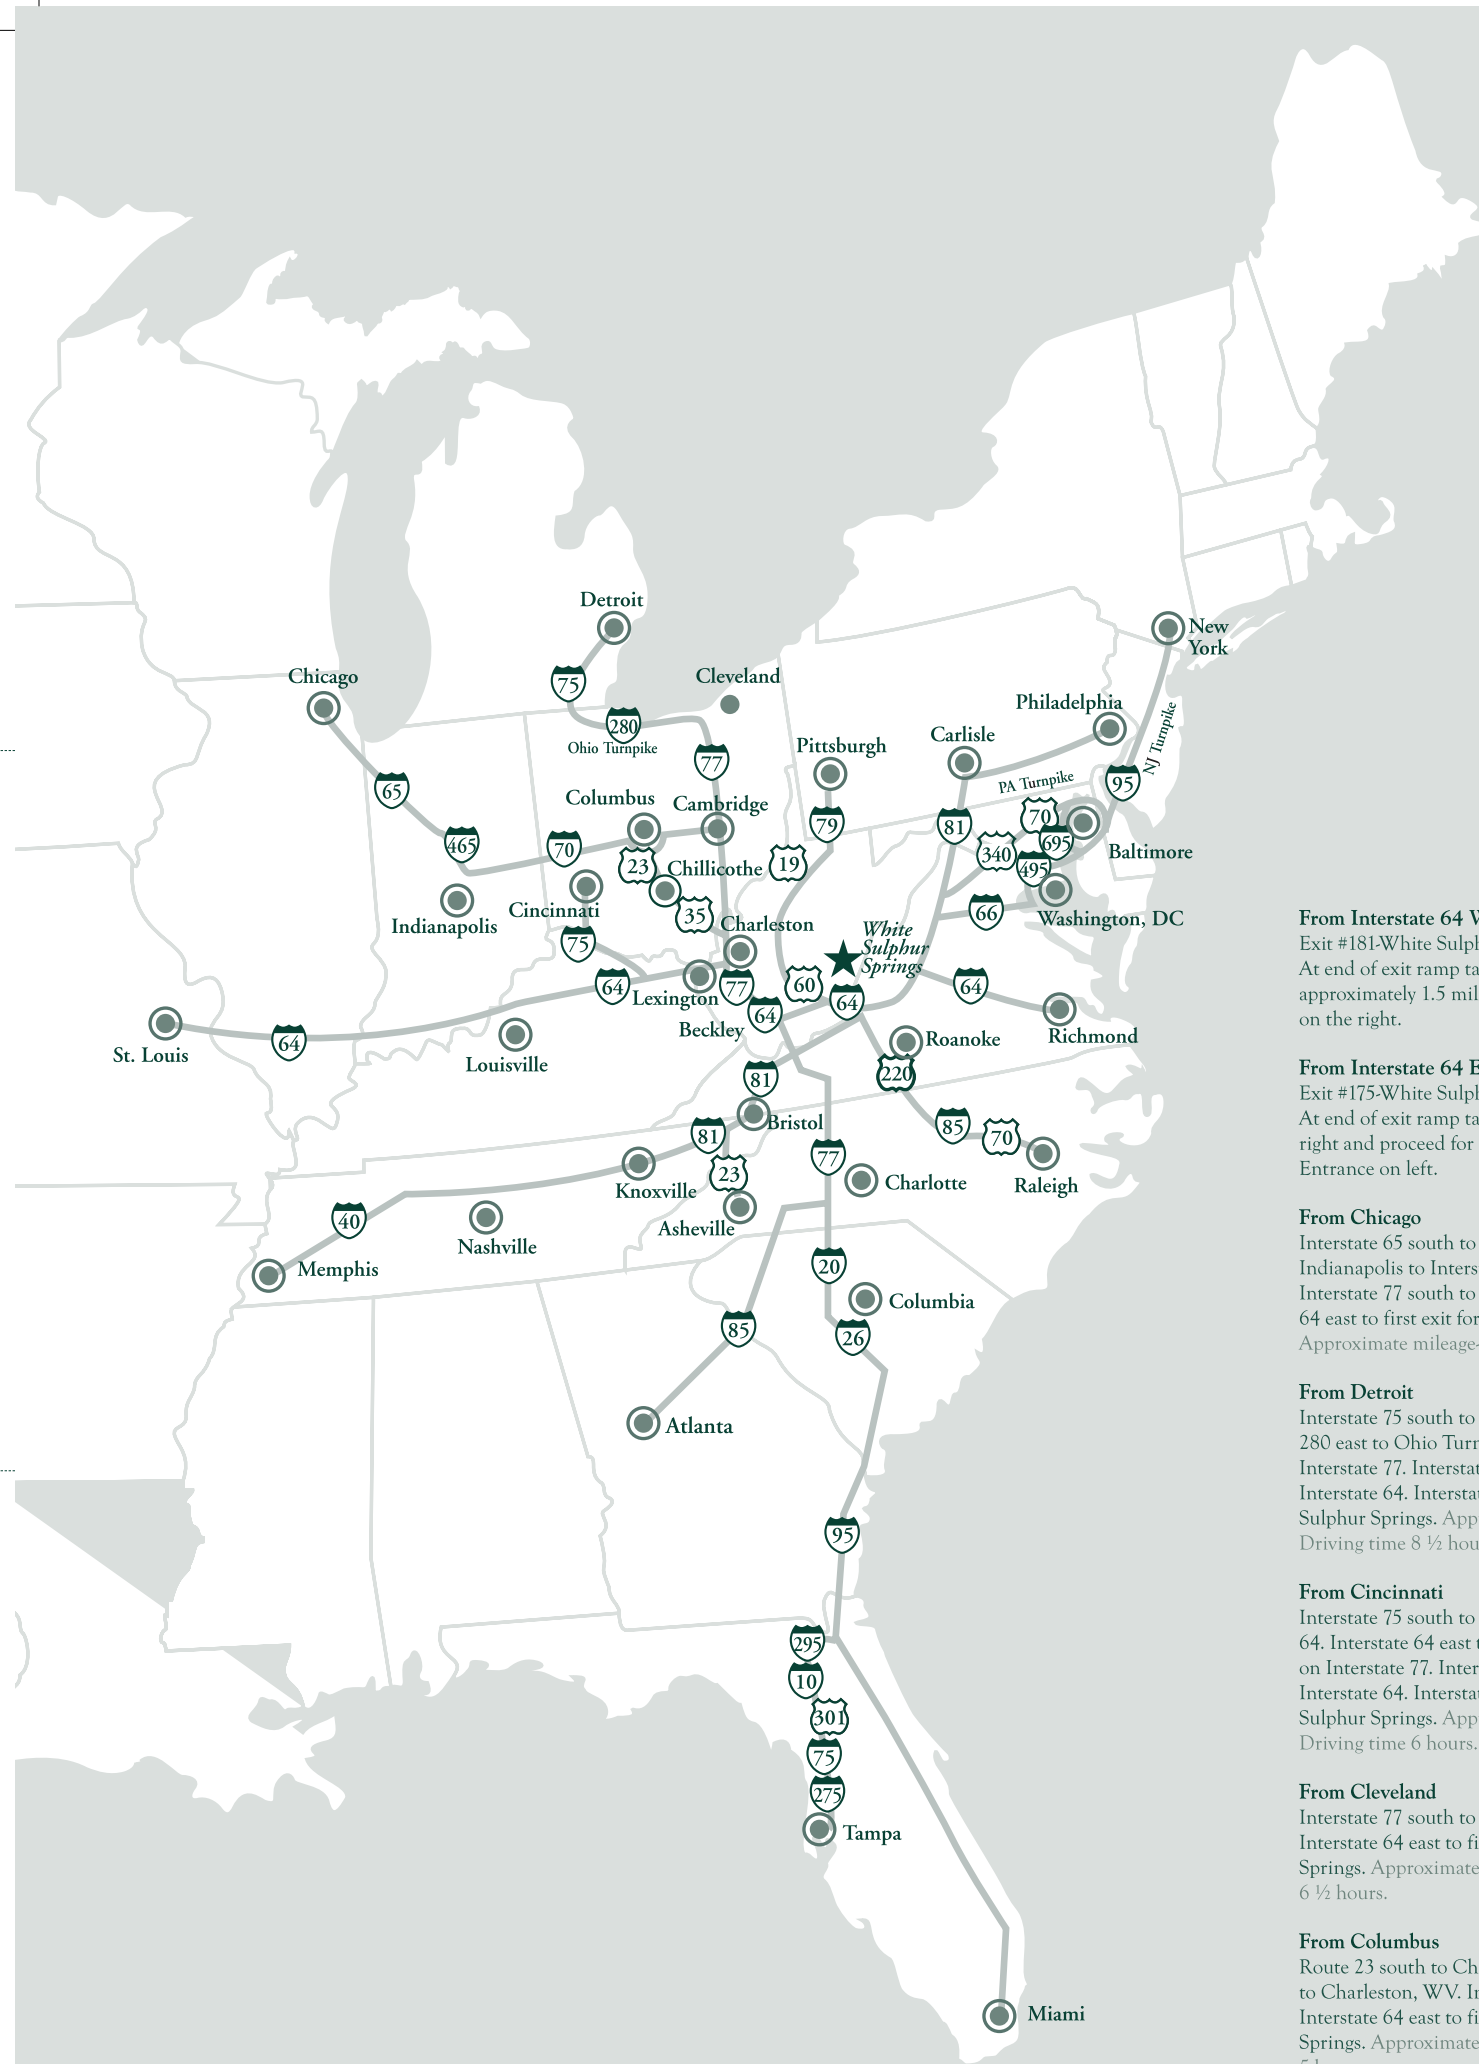 Detroit
New
York
75
Cleveland
Chicago
Philadelphia
280
Ohio Turnpike
NJ Turnpike
Carlisle
Pittsburgh
77
65
PA Turnpike
95
Columbus
Cambridge
79
81
70
695
465
70
340
Baltimore
23
Chillicothe
19
495
35
66
Washington, DC
Indianapolis
Cincinnati
Charleston
75
White
Sulphur
Springs
64
Lexington
77
60
64
64
64
Beckley
St. Louis
64
Louisville
Roanoke
Richmond
81
220
Bristol
81
85
70
77
23
Knoxville
Charlotte
Raleigh
40
Asheville
Nashville
Memphis
20
Columbia
85
26
Atlanta
95
295
10
301
75
275
Tampa
Miami
From Interstate 64 W
Exit #181-White Sulph
At end of exit ramp ta
approximately 1.5 mil
on the right.
From Interstate 64 E
Exit #175-White Sulph
At end of exit ramp ta
right and proceed for
Entrance on left.
From Chicago
Interstate 65 south to
Indianapolis to Inters
Interstate 77 south to
64 east to first exit for
Approximate mileage-
From Detroit
Interstate 75 south to
280 east to Ohio Turn
Interstate 77. Interstat
Interstate 64. Interstat
Sulphur Springs. App
Driving time 8 ½ hou
From Cincinnati
Interstate 75 south to
64. Interstate 64 east t
on Interstate 77. Inter
Interstate 64. Interstat
Sulphur Springs. App
Driving time 6 hours.
From Cleveland
Interstate 77 south to
Interstate 64 east to fi
Springs. Approximate
6 ½ hours.
From Columbus
Route 23 south to Ch
to Charleston, WV. In
Interstate 64 east to fi
Springs. Approximate